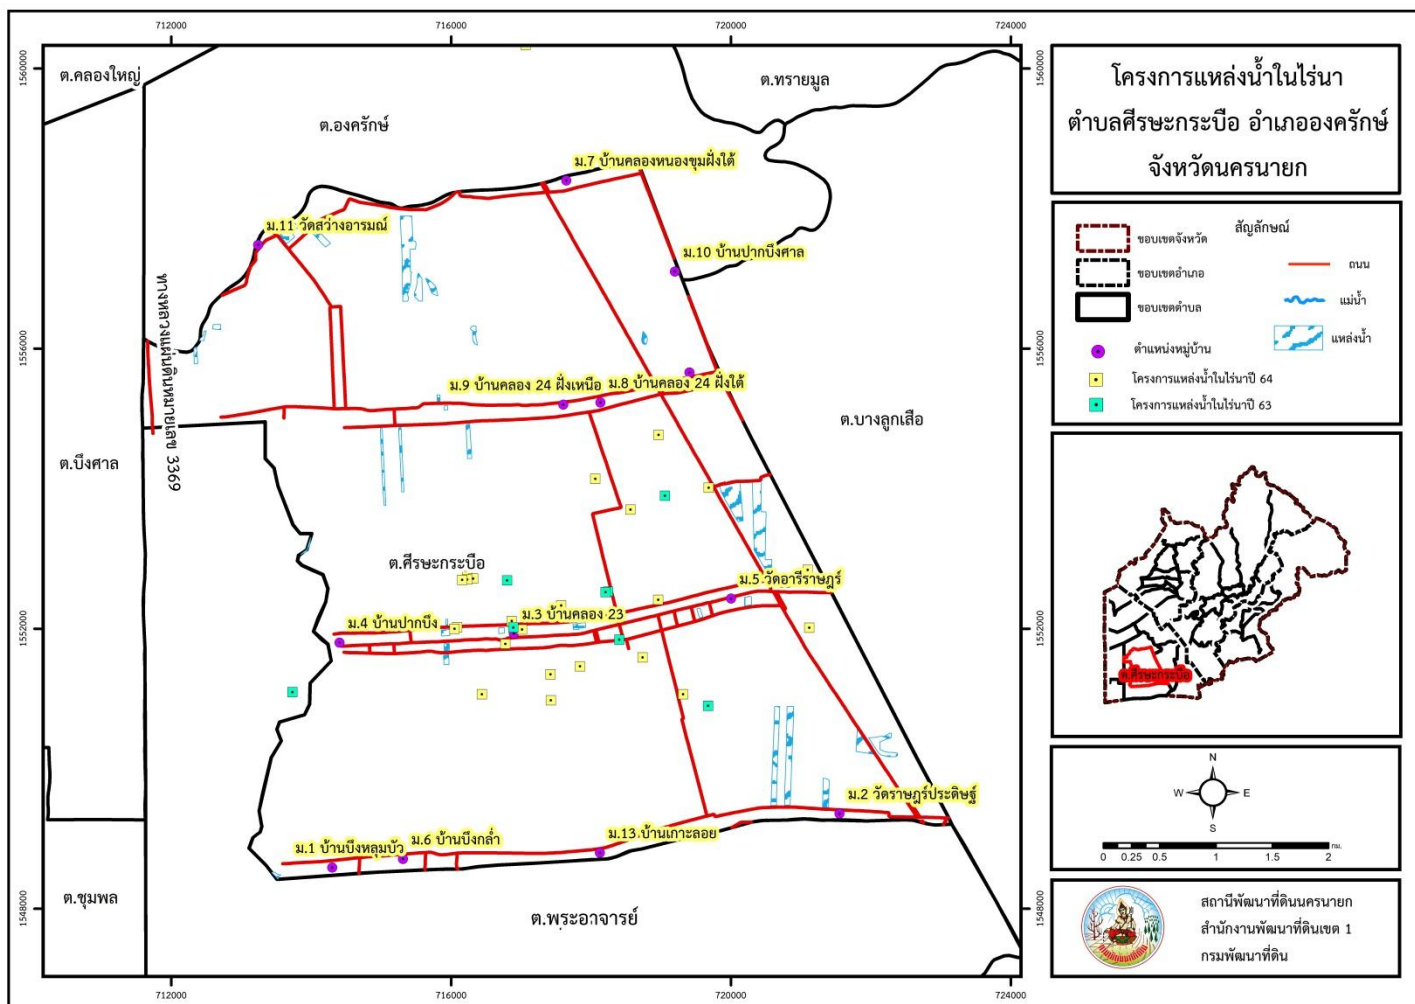 712000
716000
720000
724000
1560000
1560000
ต.คลองใหญ่
ต.ทรายมูล
ต.องครักษ์
ม.7 บ้านคลองหนองขุมฝั่งใต้
ม.11 วัดสว่างอารมณ์
ม.10 บ้านปากบึงศาล
ทางหลวงแผ่นดินหมายเลข 3369
1556000
1556000
ม.9 บ้านคลอง 24 ฝั่งเหนือ
ม.8 บ้านคลอง 24 ฝั่งใต้
ต.บางลูกเสือ
ต.บึงศาล
ต.ศีรษะกระบือ
ม.5 วัดอารีราษฎร์
ม.4 บ้านปากบึง
ม.3 บ้านคลอง 23
1552000
1552000
ม.2 วัดราษฎร์ประดิษฐ์
ม.13 บ้านเกาะลอย
ม.6 บ้านบึงกล่ำ
ม.1 บ้านบึงหลุมบัว
ต.ชุมพล
ต.พระอาจารย์
1548000
1548000
712000
716000
720000
724000
โครงการแหล่งน้ำในไร่นา
ตำบลศีรษะกระบือ อำเภอองครักษ์
จังหวัดนครนายก
สัญลักษณ์
ขอบเขตจังหวัด
ขอบเขตอำเภอ
ขอบเขตตำบล
ถนน
แม่น้ำ
แหล่งน้ำ
ตำแหน่งหมู่บ้าน
โครงการแหล่งน้ำในไร่นาปี 64
โครงการแหล่งน้ำในไร่นาปี 63
ต.ศีรษะกระบือ
N
W
E
S
0 0.25 0.5 1 1.5 2 กม.
สถานีพัฒนาที่ดินนครนายก
สำนักงานพัฒนาที่ดินเขต 1
กรมพัฒนาที่ดิน